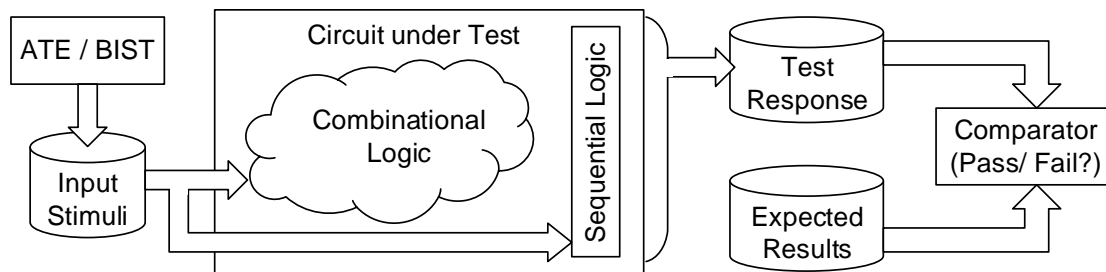 ATE / BIST
Input
Stimuli
Circuit under Test
Combinational
Logic
Sequential Logic
Test
Response
Expected
Results
Comparator
(Pass/ Fail?)